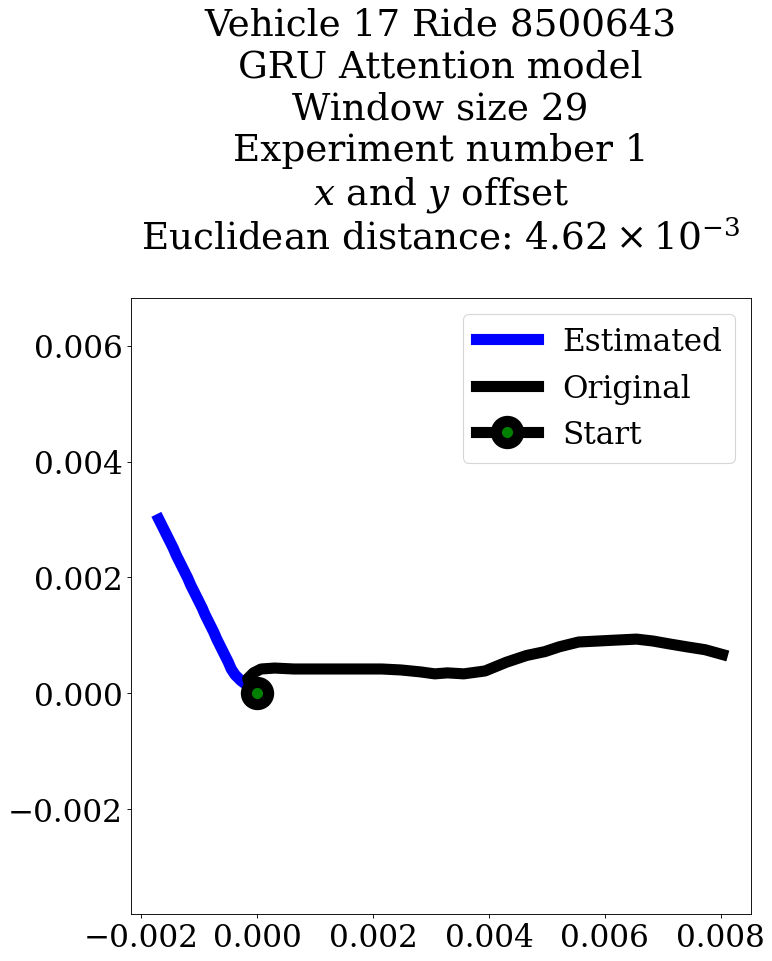 Vehicle 17 Ride 8500643
GRU Attention model
Window size 29
Experiment number 1
x and y offset
Euclidean distance: 4.62 × 10⁻³
Estimated
Original
Start
0.006
0.004
0.002
0.000
−0.002
−0.002 0.000 0.002 0.004 0.006 0.008